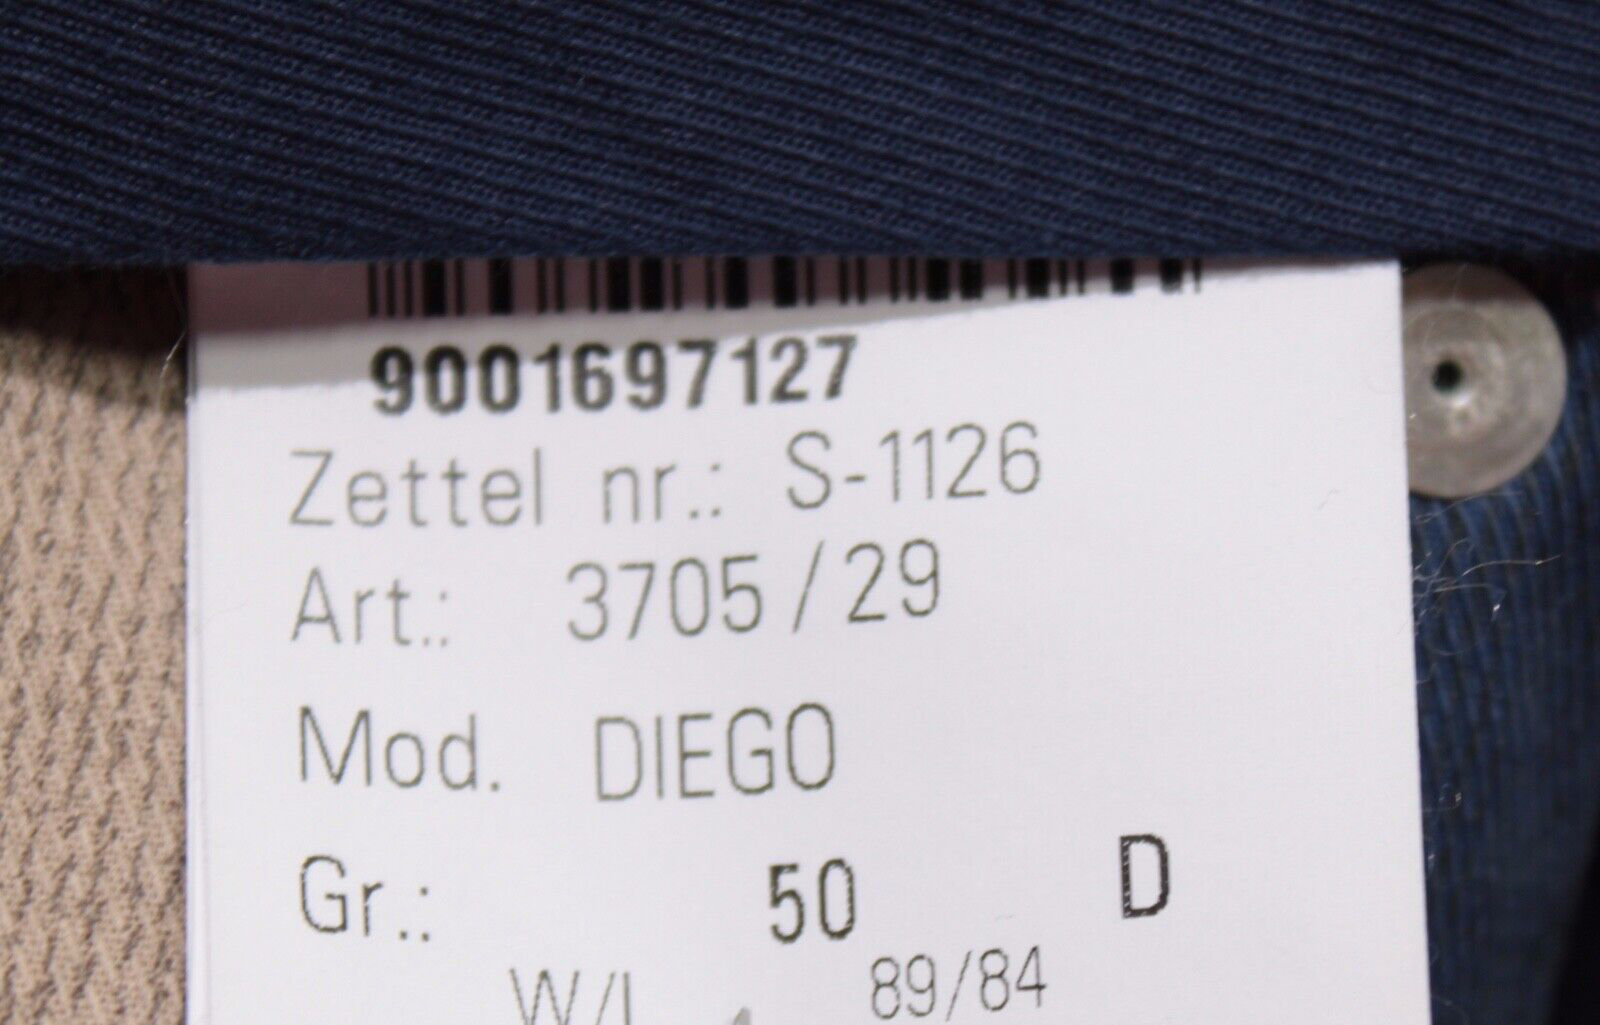 9001697127
Zettel nr.: S-1126
Art.: 3705/29
Mod. DIEGO
Gr.: 50 D
W/L 89/84